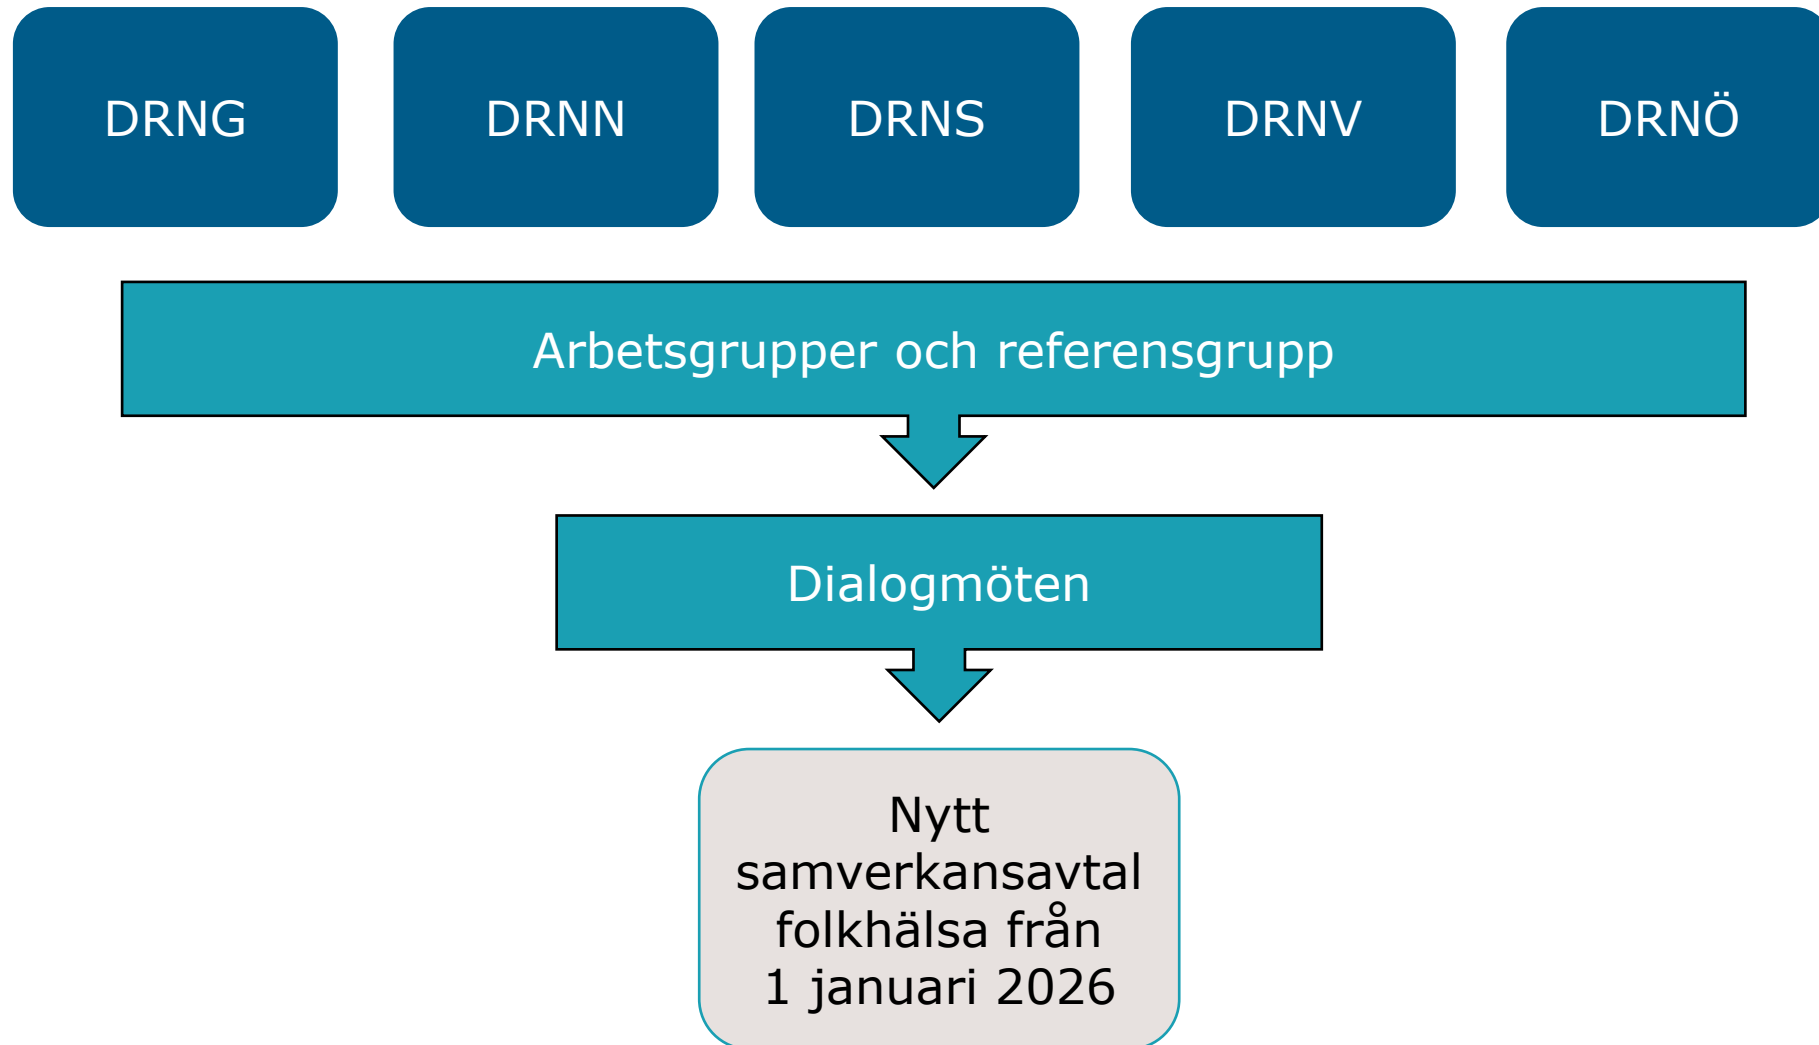 DRNG
DRNN
DRNS
DRNV
DRNÖ
Arbetsgrupper och referensgrupp
Dialogmöten
Nytt
samverkansavtal
folkhälsa från
1 januari 2026